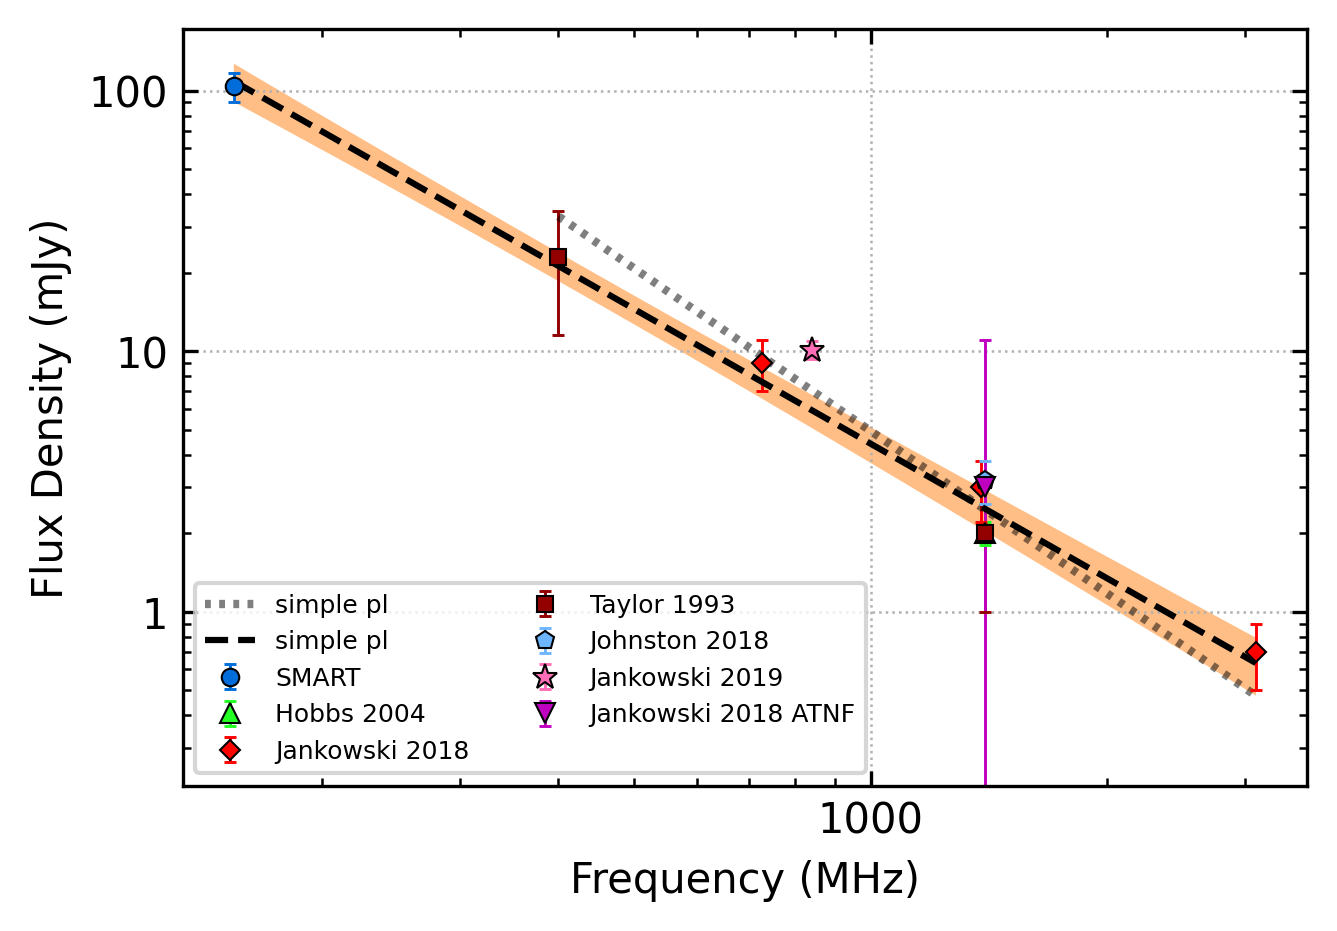 100
10
1
Flux Density (mJy)
simple pl
simple pl
SMART
Hobbs 2004
Jankowski 2018
Taylor 1993
Johnston 2018
Jankowski 2019
Jankowski 2018 ATNF
1000
Frequency (MHz)